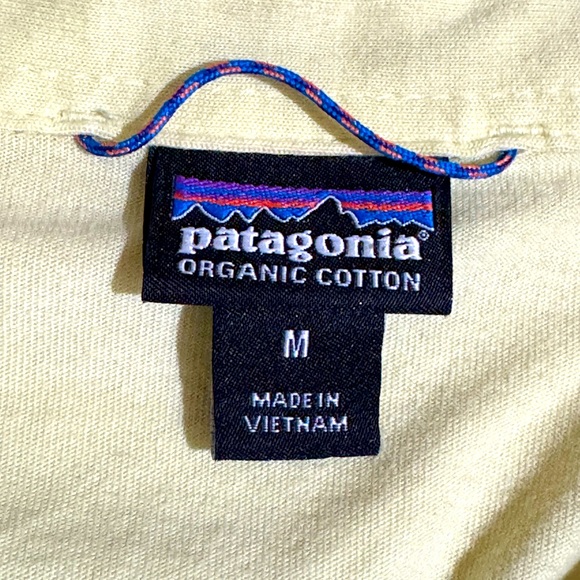 patagonia®
ORGANIC COTTON
M
MADE IN
VIETNAM